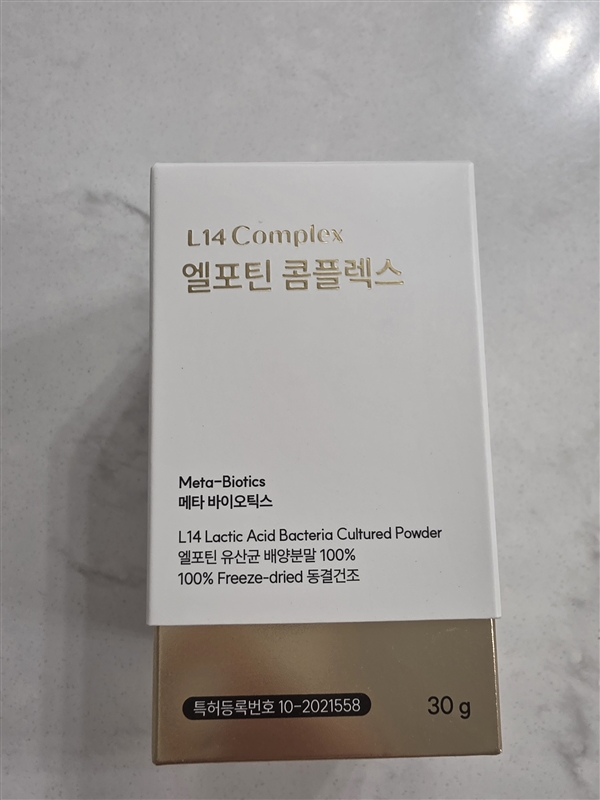 L14 Complex
엘포틴 콤플렉스
Meta-Biotics
메타 바이오틱스
L14 Lactic Acid Bacteria Cultured Powder
엘포틴 유산균 배양분말 100%
100% Freeze-dried 동결건조
특허등록번호 10-2021558
30 g